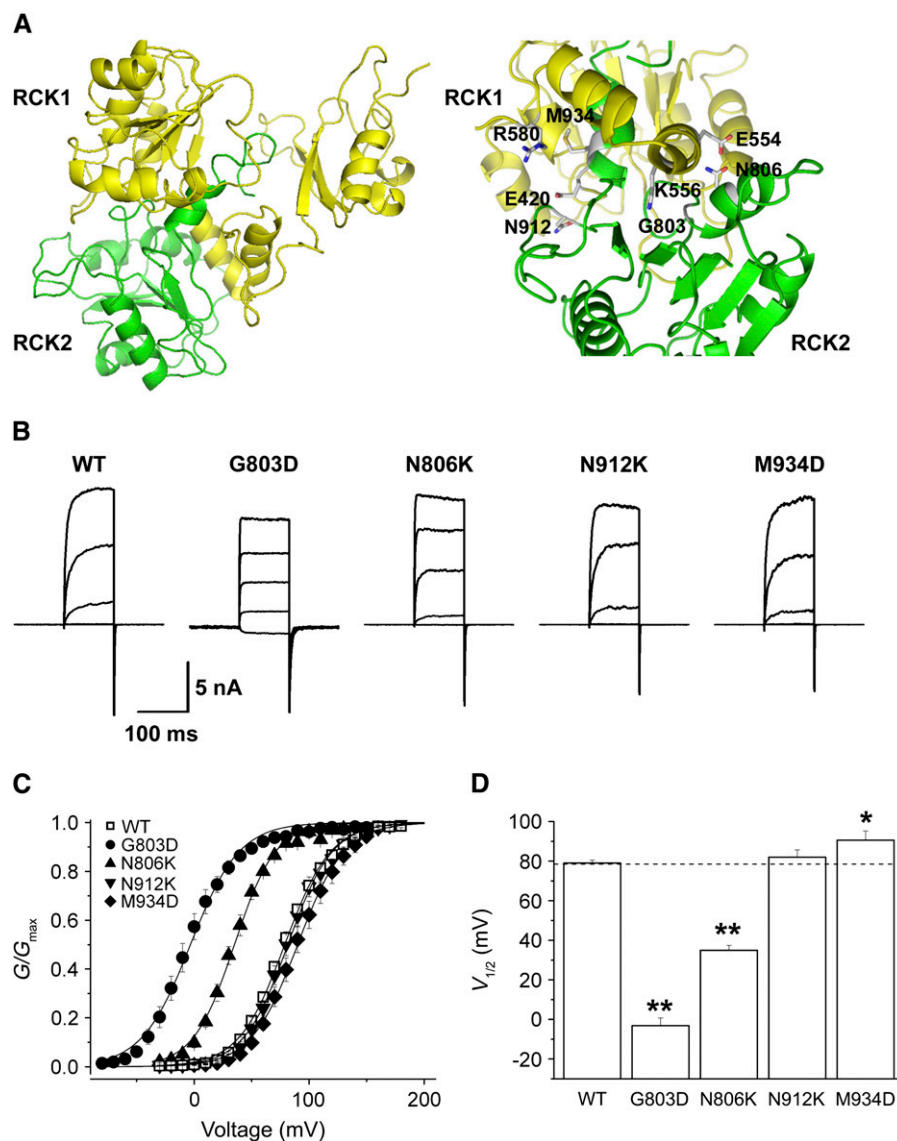 A
RCK1
RCK2
RCK1
M934
R580
E554
N806
E420
K556
N912
G803
RCK2
B
WT G803D N806K N912K M934D
5 nA
100 ms
C
1.0
0.8
0.6
0.4
0.2
0.0
G/Gmax
WT
G803D
N806K
N912K
M934D
0 100 200
Voltage (mV)
D
100
80
60
40
20
0
-20
V1/2 (mV)
**
**
*
WT G803D N806K N912K M934D